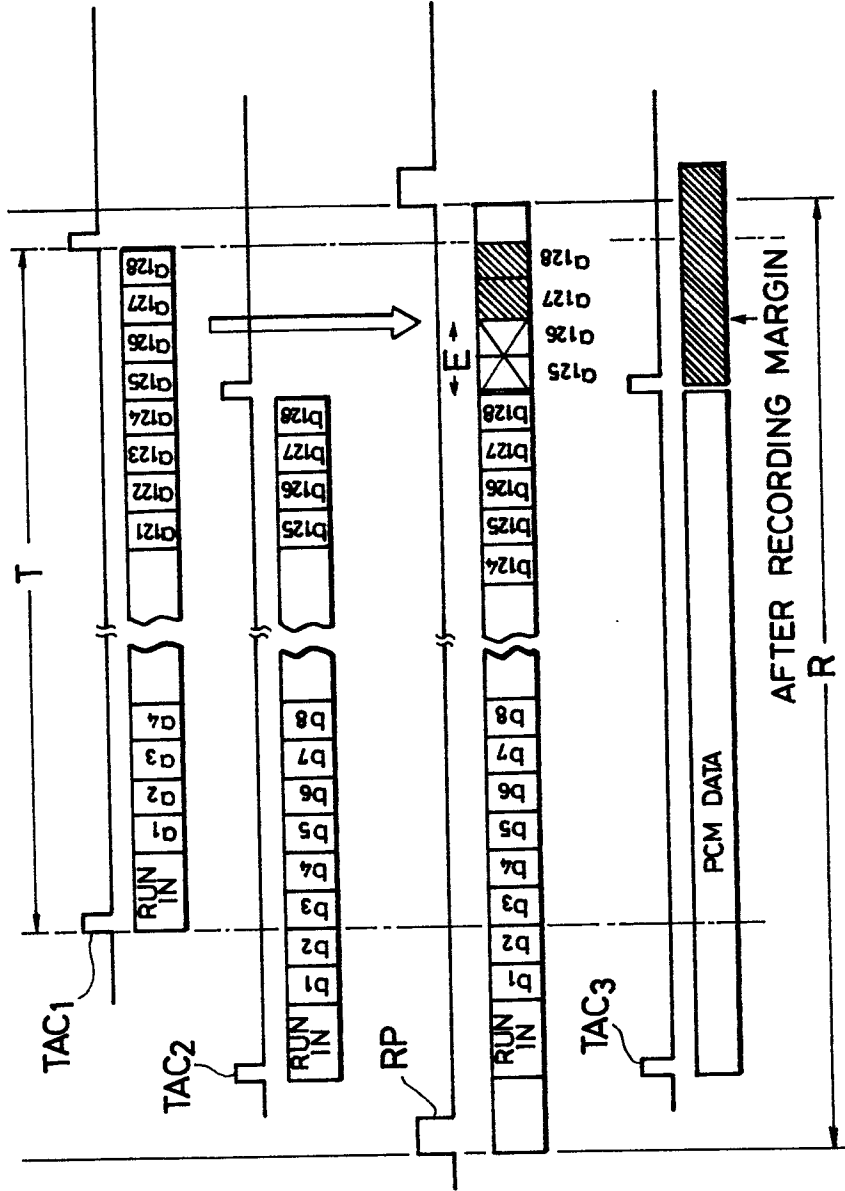 T
TAC1
RUN IN a1 a2 a3 a4 a121 a122 a123 a124 a125 a126 a127 a128
TAC2
RUN IN b1 b2 b3 b4 b5 b6 b7 b8 b125 b126 b127 b128
RP
E
RUN IN b1 b2 b3 b4 b5 b6 b7 b8 b124 b125 b126 b127 b128
a125 a126 a127 a128
TAC3
PCM DATA
AFTER RECORDING MARGIN
R